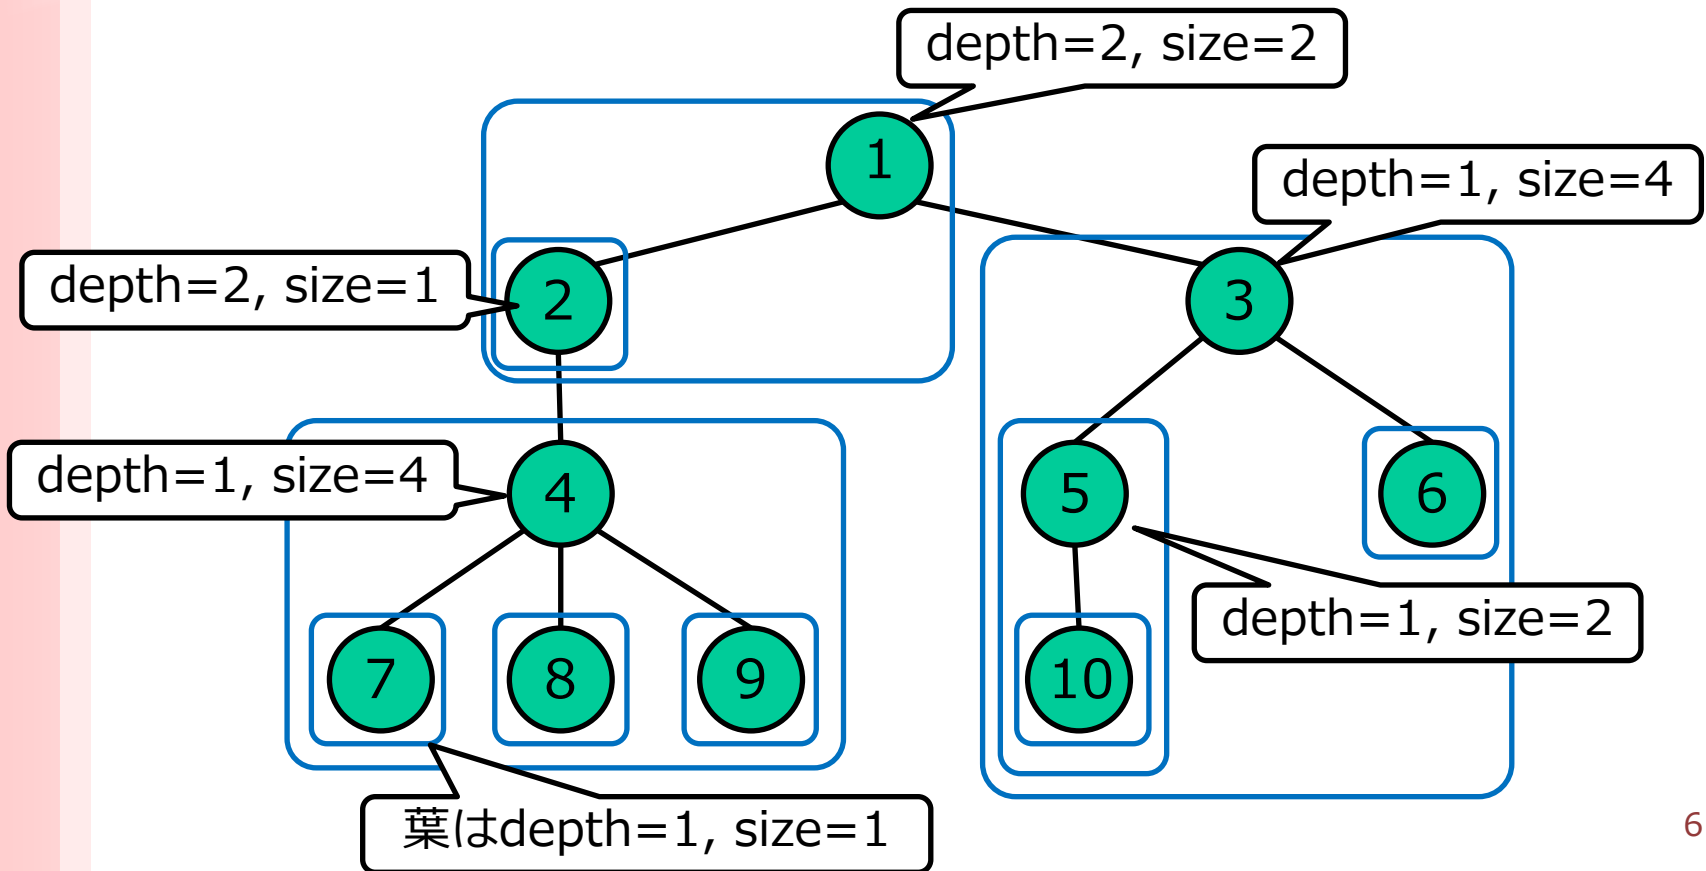 depth=2, size=2
1
depth=1, size=4
depth=2, size=1
2
3
depth=1, size=4
4
5
6
depth=1, size=2
7
8
9
10
葉はdepth=1, size=1
6